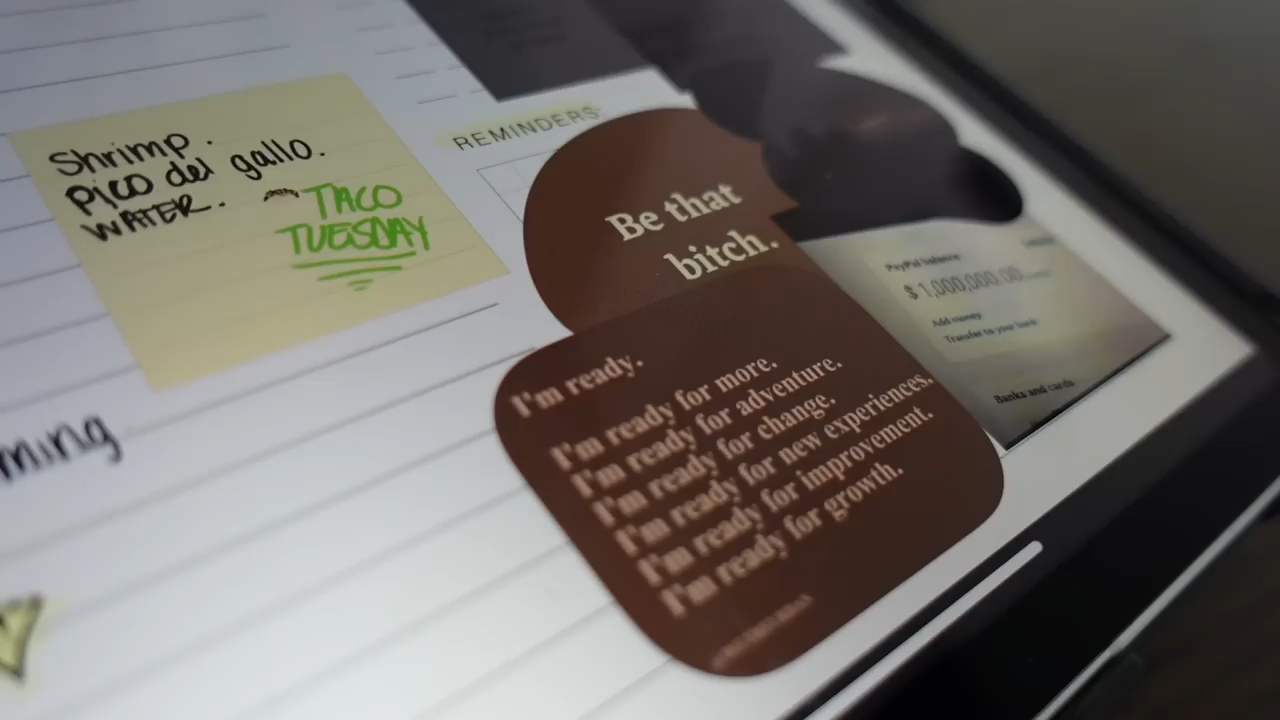 Shrimp.
pico del gallo.
WATER.
TACO
TUESDAY
REMINDERS
Be that
bitch.
PayPal balance
$ 1,000,000.00
Add money
Transfer to your bank
Banks and cards
I'm ready.
I'm ready for more.
I'm ready for adventure.
I'm ready for change.
I'm ready for new experiences.
I'm ready for improvement.
I'm ready for growth.
ming